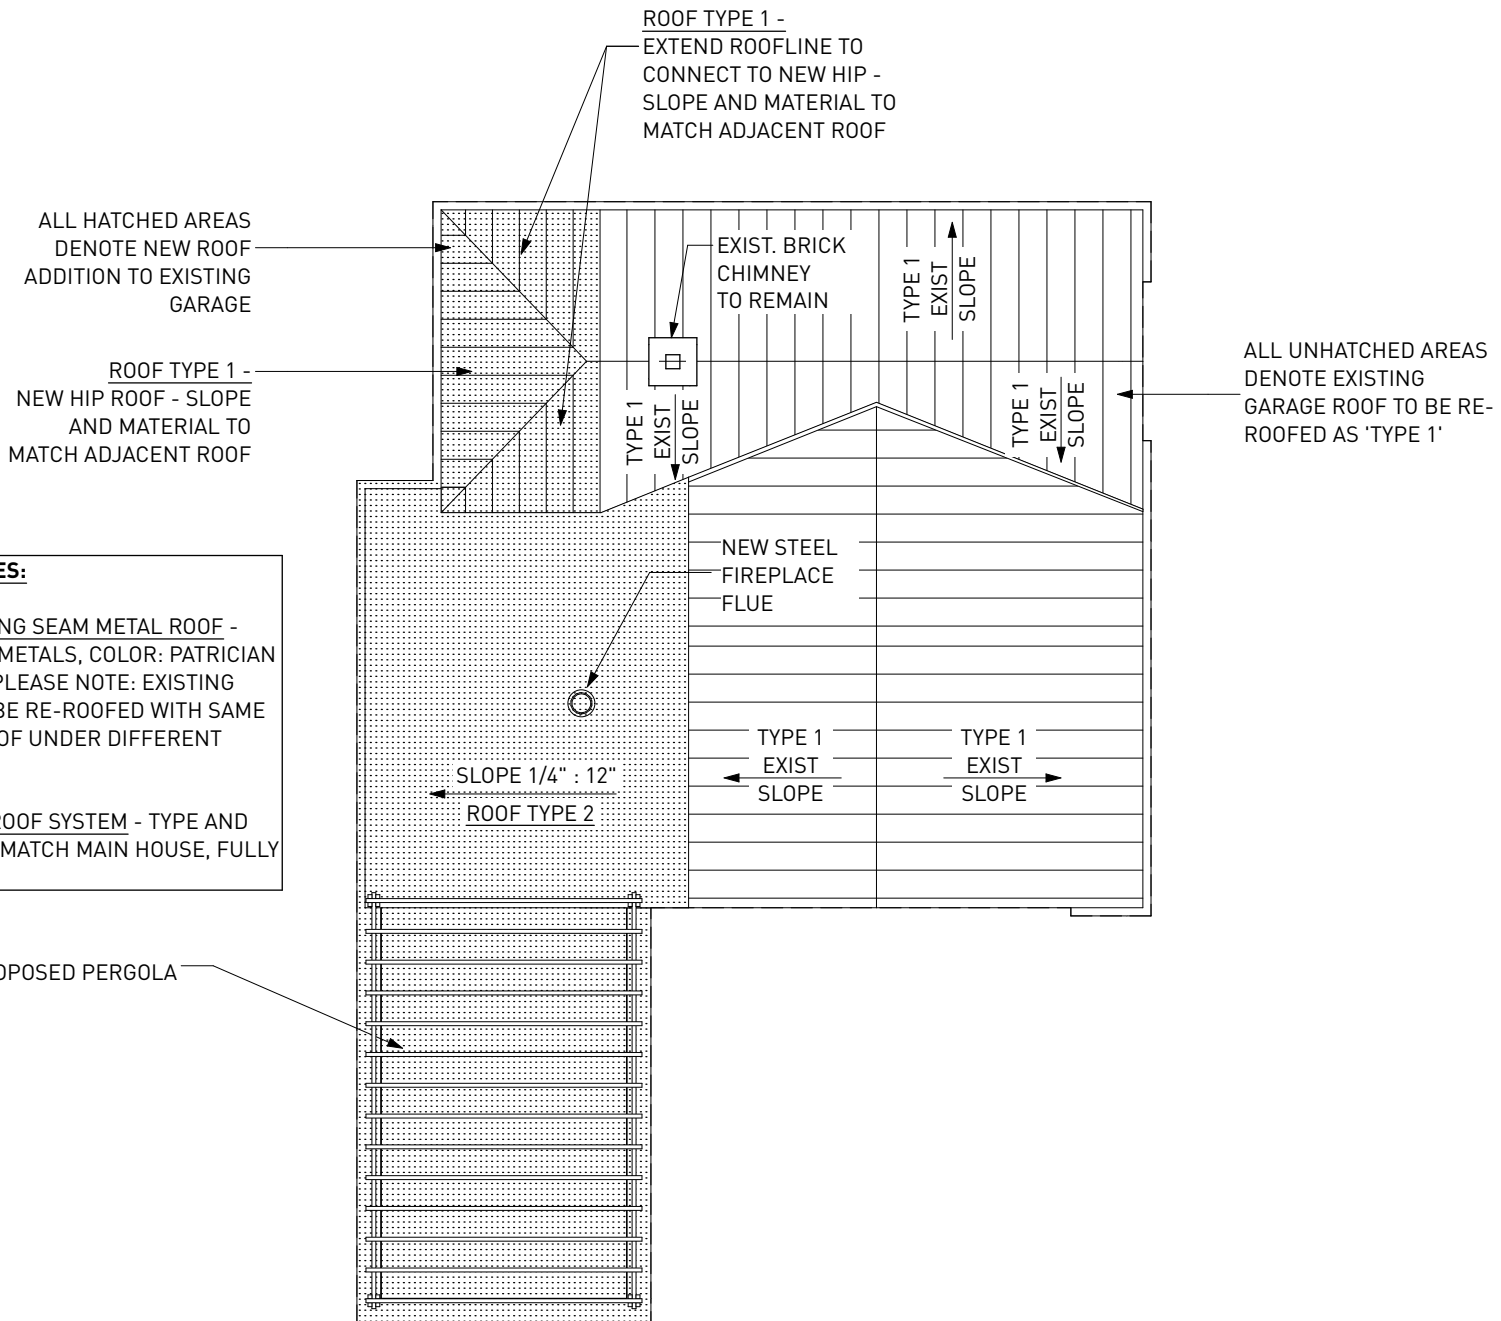 ROOF TYPE 1 -
EXTEND ROOFLINE TO
CONNECT TO NEW HIP -
SLOPE AND MATERIAL TO
MATCH ADJACENT ROOF
ALL HATCHED AREAS
DENOTE NEW ROOF
ADDITION TO EXISTING
GARAGE
EXIST. BRICK
CHIMNEY
TO REMAIN
TYPE 1
EXIST
SLOPE
ROOF TYPE 1 -
NEW HIP ROOF - SLOPE
AND MATERIAL TO
MATCH ADJACENT ROOF
TYPE 1
EXIST
SLOPE
TYPE 1
EXIST
SLOPE
ALL UNHATCHED AREAS
DENOTE EXISTING
GARAGE ROOF TO BE RE-
ROOFED AS 'TYPE 1'
ES:
NG SEAM METAL ROOF -
METALS, COLOR: PATRICIAN
PLEASE NOTE: EXISTING
BE RE-ROOFED WITH SAME
OF UNDER DIFFERENT
ROOF SYSTEM - TYPE AND
MATCH MAIN HOUSE, FULLY
NEW STEEL
FIREPLACE
FLUE
SLOPE 1/4" : 12"
ROOF TYPE 2
TYPE 1
EXIST
SLOPE
TYPE 1
EXIST
SLOPE
OPOSED PERGOLA